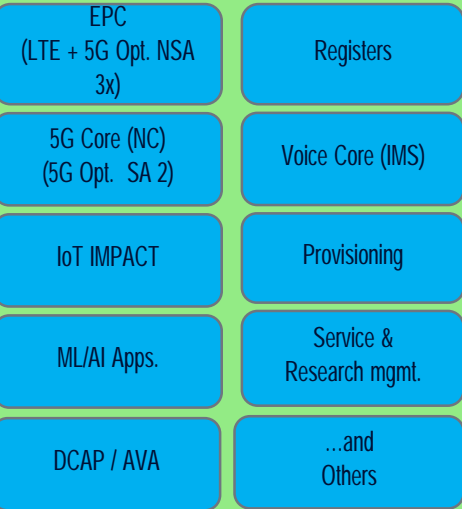 EPC
(LTE + 5G Opt. NSA
3x)
Registers
5G Core (NC)
(5G Opt. SA 2)
Voice Core (IMS)
IoT IMPACT
Provisioning
ML/AI Apps.
Service &
Research mgmt.
DCAP / AVA
...and
Others